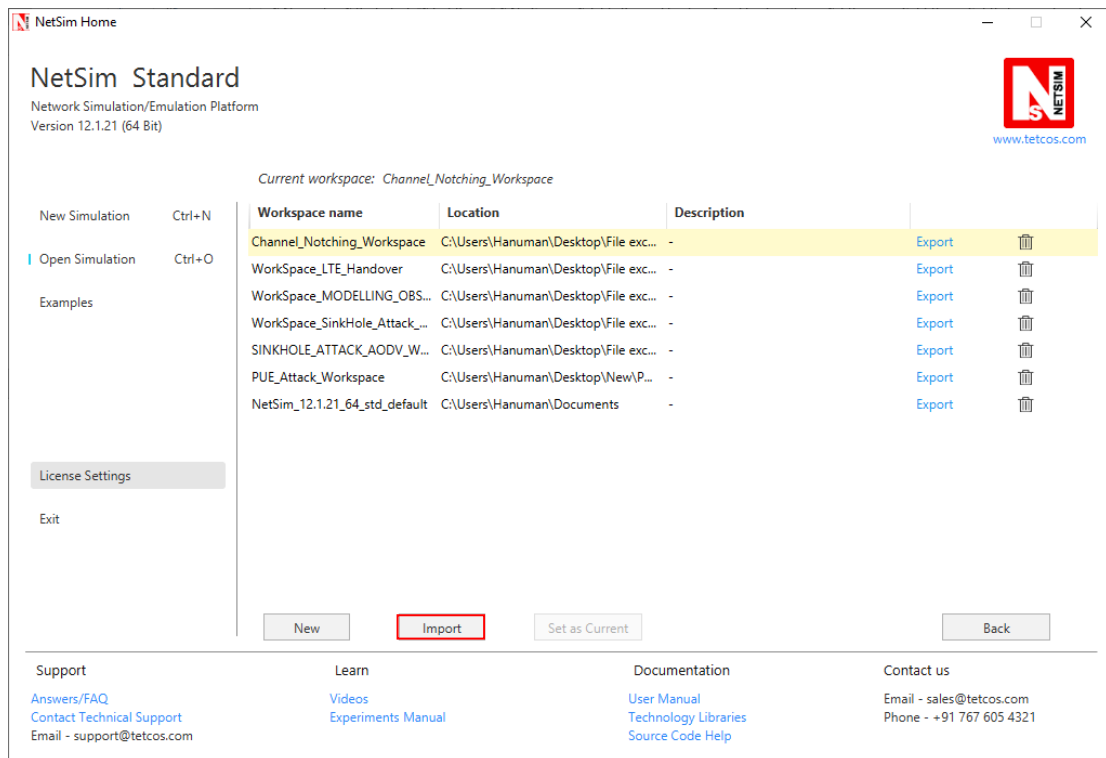 NetSim Home
NetSim Standard
Network Simulation/Emulation Platform
Version 12.1.21 (64 Bit)
NS NETSIM
www.tetcos.com
Current workspace: Channel_Notching_Workspace
New Simulation Ctrl+N
Open Simulation Ctrl+O
Examples
License Settings
Exit
Workspace name Location Description
Channel_Notching_Workspace C:\Users\Hanuman\Desktop\File exc... - Export
WorkSpace_LTE_Handover C:\Users\Hanuman\Desktop\File exc... - Export
WorkSpace_MODELLING_OBS... C:\Users\Hanuman\Desktop\File exc... - Export
WorkSpace_SinkHole_Attack_... C:\Users\Hanuman\Desktop\File exc... - Export
SINKHOLE_ATTACK_AODV_W... C:\Users\Hanuman\Desktop\File exc... - Export
PUE_Attack_Workspace C:\Users\Hanuman\Desktop\New\P... - Export
NetSim_12.1.21_64_std_default C:\Users\Hanuman\Documents - Export
New Import Set as Current Back
Support Learn Documentation Contact us
Answers/FAQ Videos User Manual Email - sales@tetcos.com
Contact Technical Support Experiments Manual Technology Libraries Phone - +91 767 605 4321
Email - support@tetcos.com Source Code Help